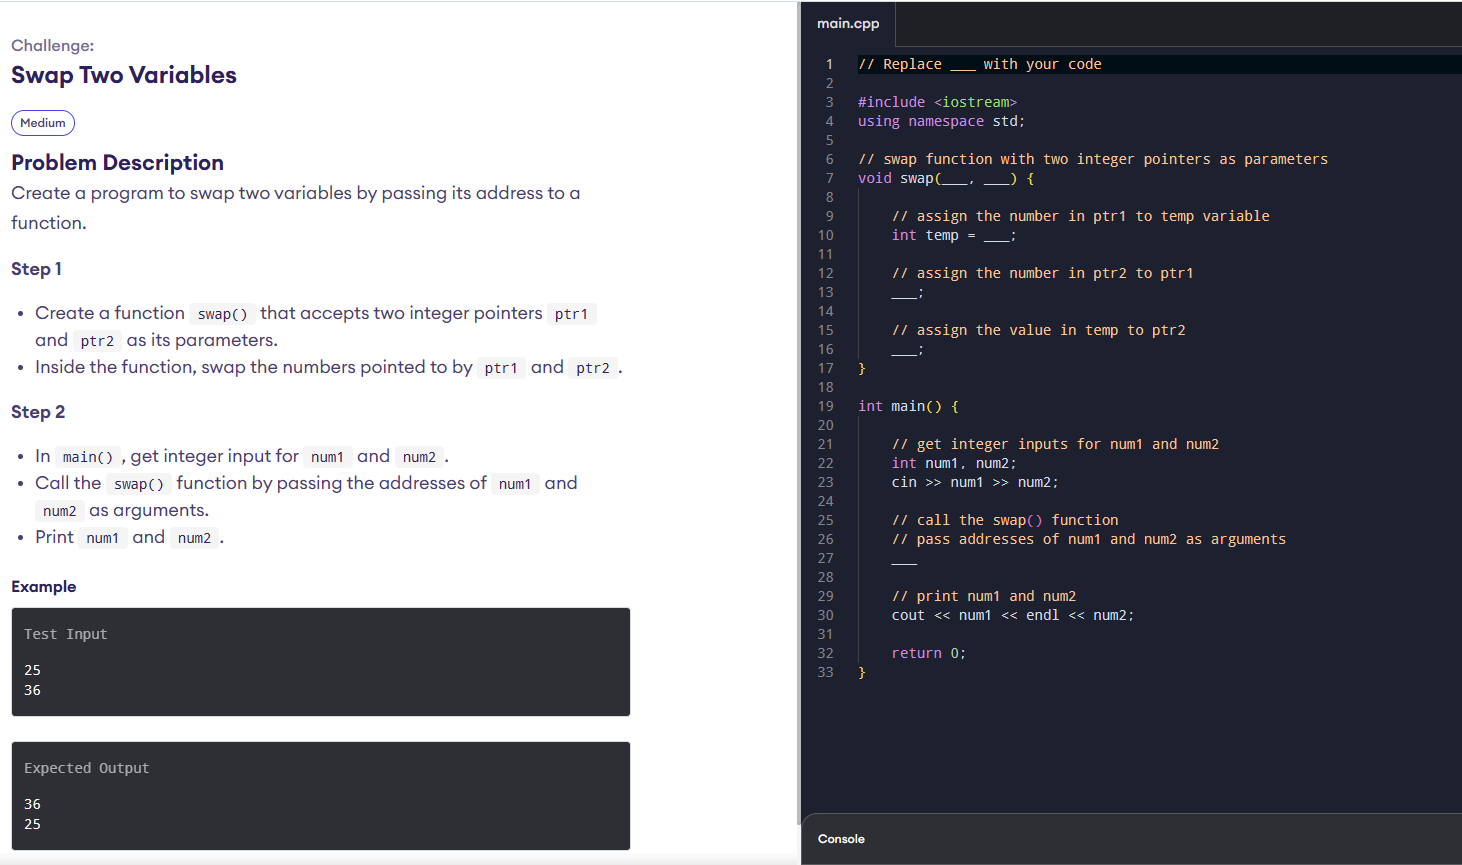 Challenge:
Swap Two Variables
Medium
Problem Description
Create a program to swap two variables by passing its address to a
function.
Step 1
• Create a function swap() that accepts two integer pointers ptr1
and ptr2 as its parameters.
• Inside the function, swap the numbers pointed to by ptr1 and ptr2 .
Step 2
• In main() , get integer input for num1 and num2 .
• Call the swap() function by passing the addresses of num1 and
num2 as arguments.
• Print num1 and num2 .
Example
Test Input
25
36
Expected Output
36
25
main.cpp
1 // Replace ___ with your code
2
3 #include <iostream>
4 using namespace std;
5
6 // swap function with two integer pointers as parameters
7 void swap(___, ___) {
8
9     // assign the number in ptr1 to temp variable
10     int temp = ___;
11
12     // assign the number in ptr2 to ptr1
13     ___;
14
15     // assign the value in temp to ptr2
16     ___;
17 }
18
19 int main() {
20
21     // get integer inputs for num1 and num2
22     int num1, num2;
23     cin >> num1 >> num2;
24
25     // call the swap() function
26     // pass addresses of num1 and num2 as arguments
27     ___
28
29     // print num1 and num2
30     cout << num1 << endl << num2;
31
32     return 0;
33 }
Console